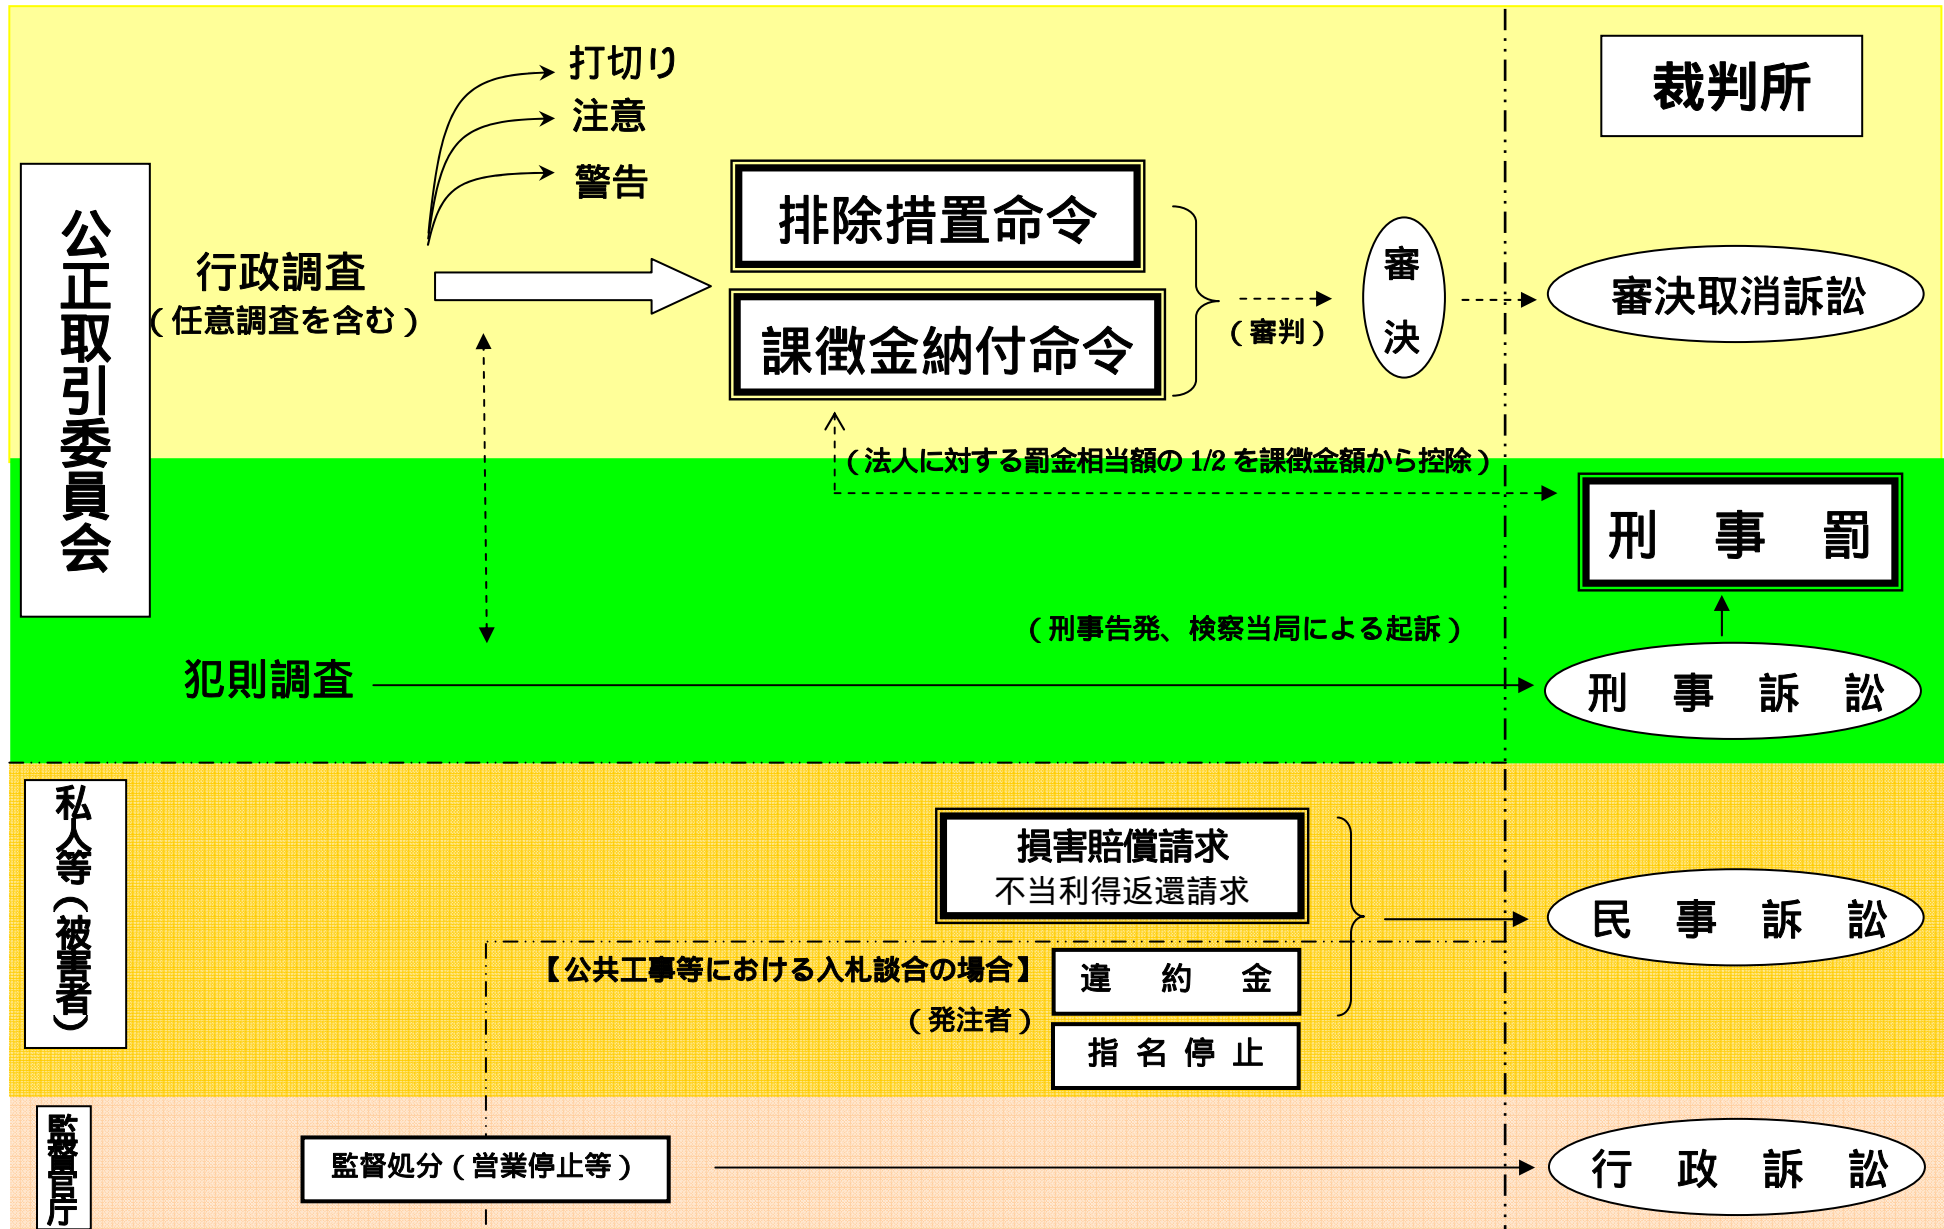 打切り
注意
警告
裁判所
公正取引委員会
行政調査
（任意調査を含む）
排除措置命令
課徴金納付命令
（審判）
審決
審決取消訴訟
（法人に対する罰金相当額の 1/2 を課徴金額から控除）
刑事罰
（刑事告発、検察当局による起訴）
犯則調査
刑事訴訟
私人等（被害者）
損害賠償請求
不当利得返還請求
民事訴訟
【公共工事等における入札談合の場合】
違約金
（発注者）
指名停止
監督官庁
監督処分（営業停止等）
行政訴訟